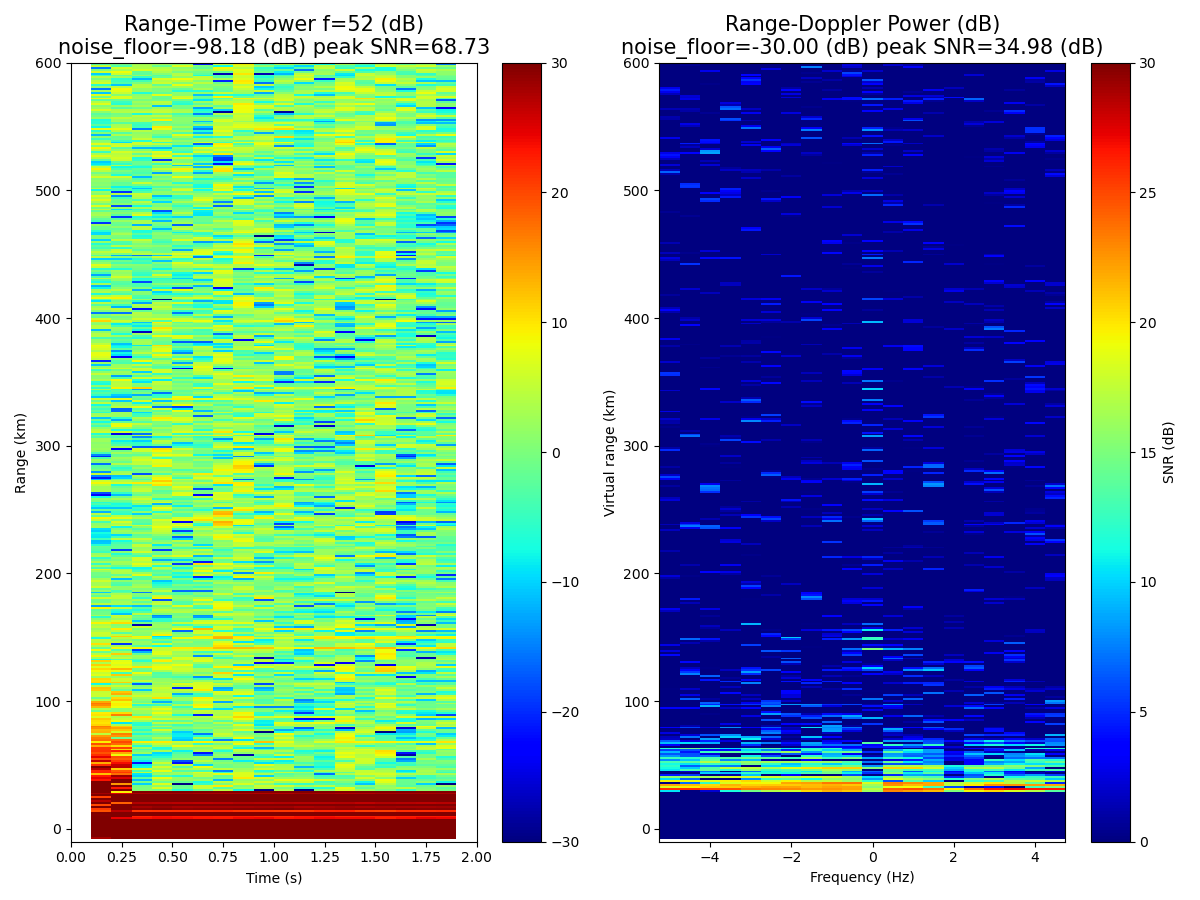 Range-Time Power f=52 (dB)
noise_floor=-98.18 (dB) peak SNR=68.73
Range-Doppler Power (dB)
noise_floor=-30.00 (dB) peak SNR=34.98 (dB)
Range (km)
600
500
400
300
200
100
0
0.00 0.25 0.50 0.75 1.00 1.25 1.50 1.75 2.00
Time (s)
30
20
10
0
−10
−20
−30
Virtual range (km)
600
500
400
300
200
100
0
−4 −2 0 2 4
Frequency (Hz)
30
25
20
15
10
5
0
SNR (dB)